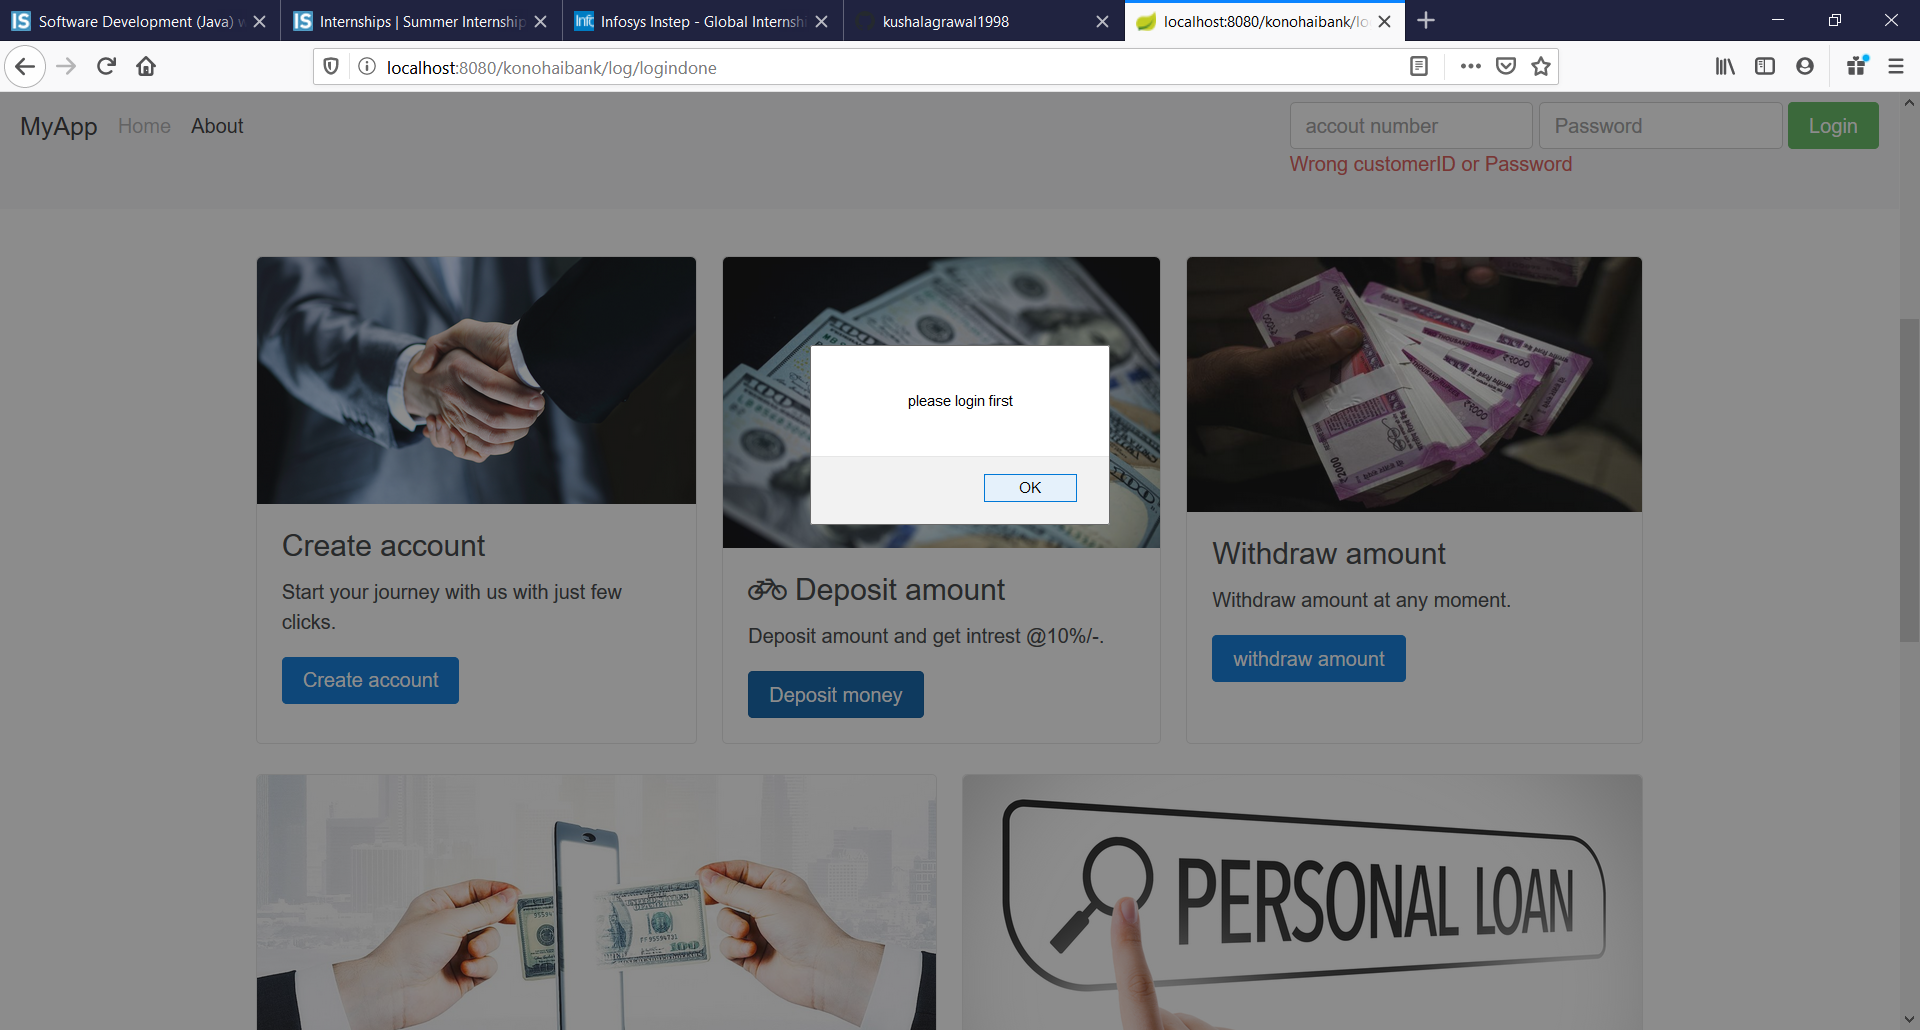 Software Development (Java) w
Internships | Summer Internship
Infosys Instep - Global Internshi
kushalagrawal1998
localhost:8080/konohaibank/lo
localhost:8080/konohaibank/log/logindone
MyApp Home About
accout number Password Login
Wrong customerID or Password
please login first
OK
Create account
Start your journey with us with just few
clicks.
Create account
Deposit amount
Deposit amount and get intrest @10%/-.
Deposit money
Withdraw amount
Withdraw amount at any moment.
withdraw amount
PERSONAL LOAN